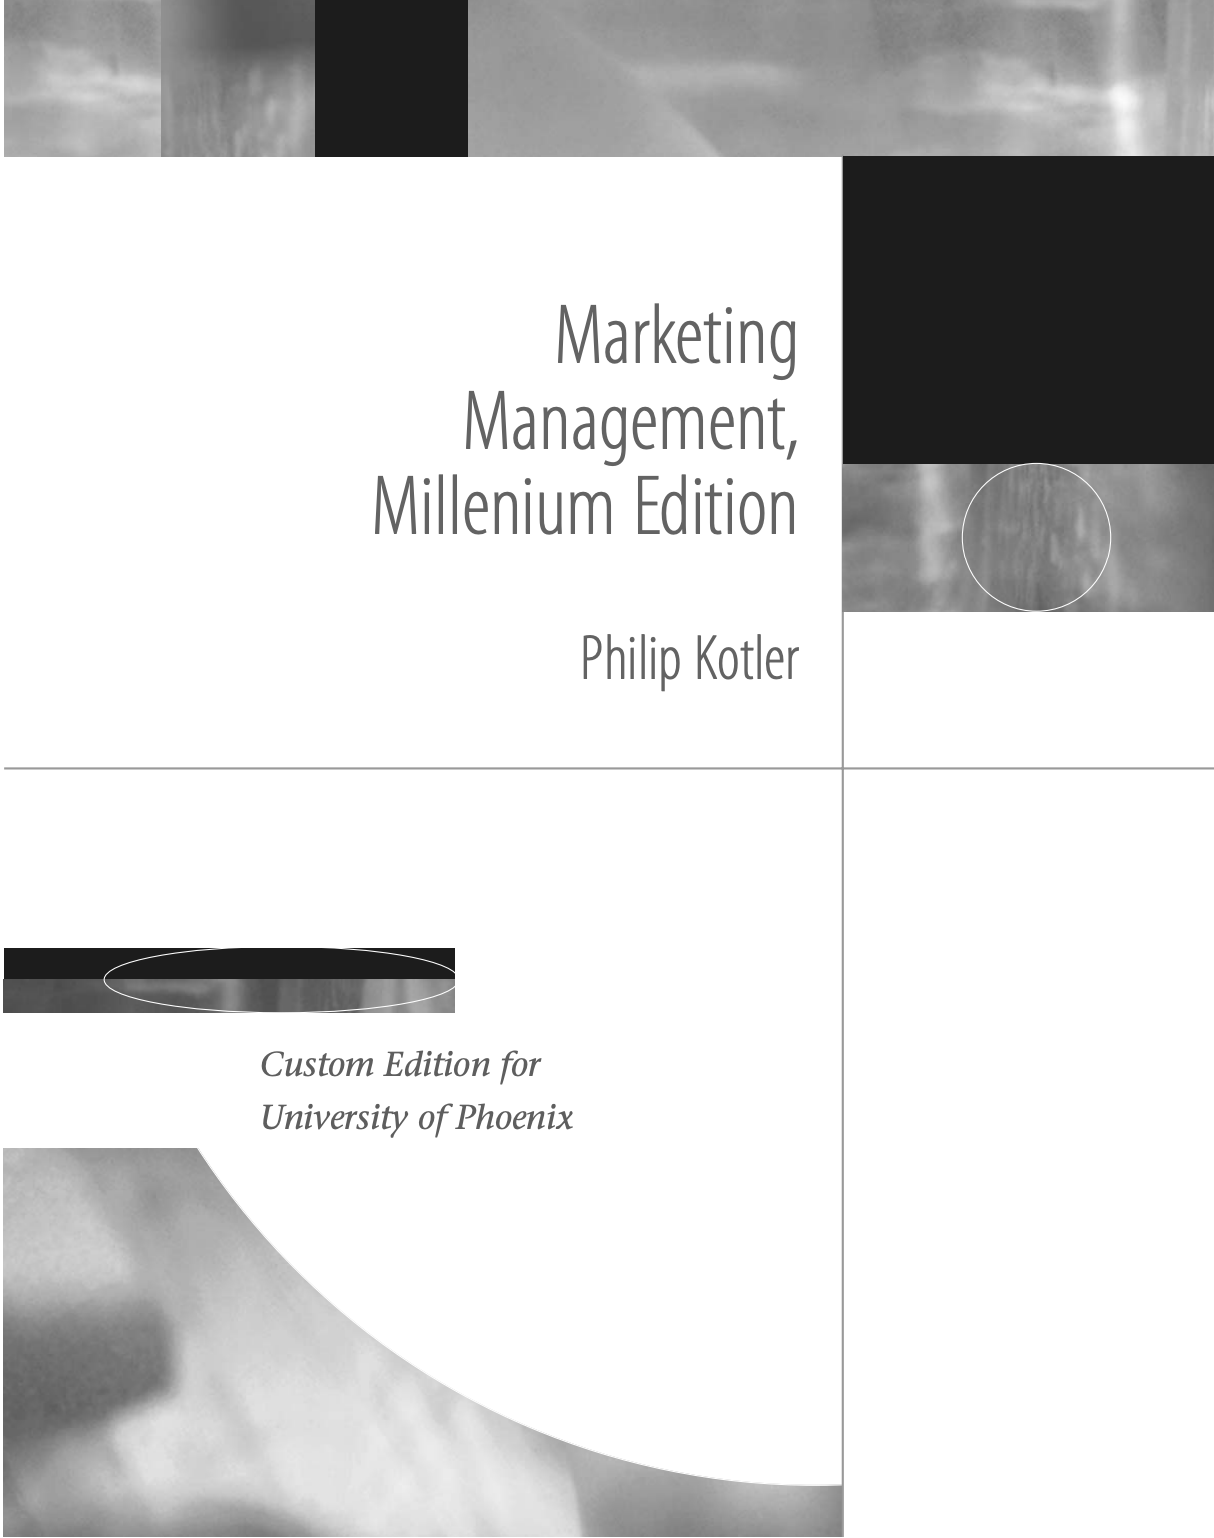 Marketing
Management,
Millenium Edition
Philip Kotler
Custom Edition for
University of Phoenix